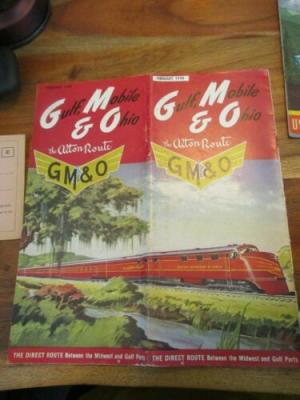 Gulf, Mobile
& Ohio
The Alton Route
GM&O
THE DIRECT ROUTE Between the Midwest and Gulf Ports
Gulf, Mobile
& Ohio
The Alton Route
GM&O
THE DIRECT ROUTE Between the Midwest and Gulf Ports